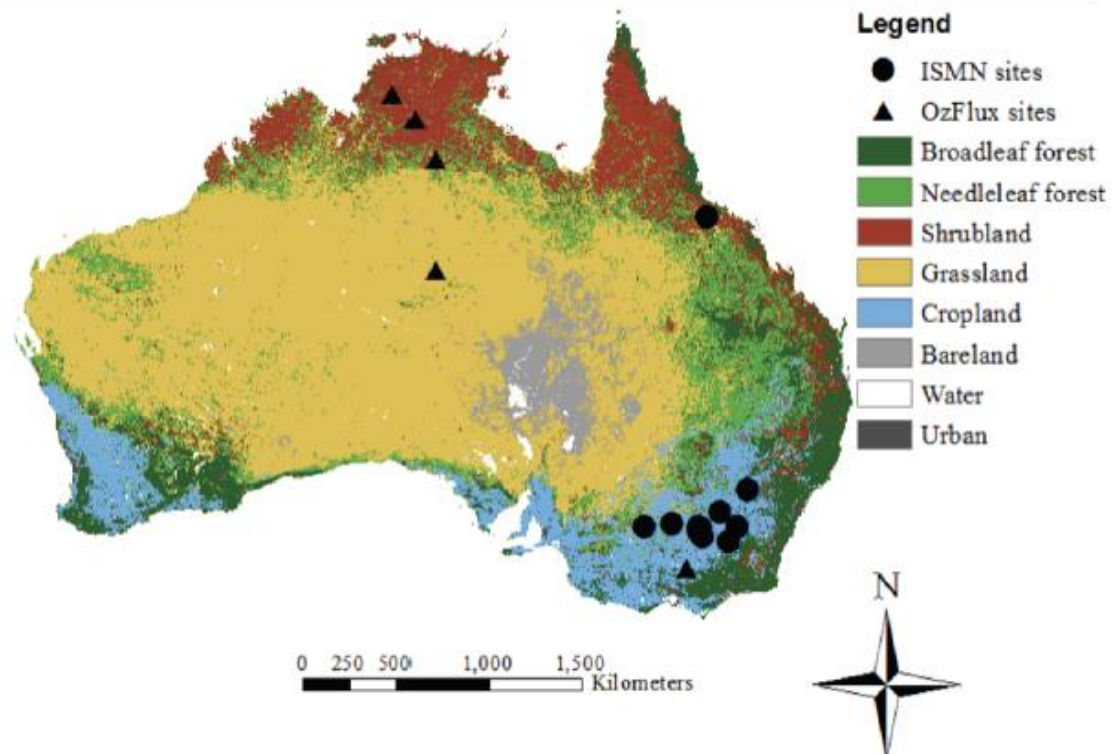 Legend
ISMN sites
OzFlux sites
Broadleaf forest
Needleleaf forest
Shrubland
Grassland
Cropland
Bareland
Water
Urban
N
0 250 500 1,000 1,500
Kilometers